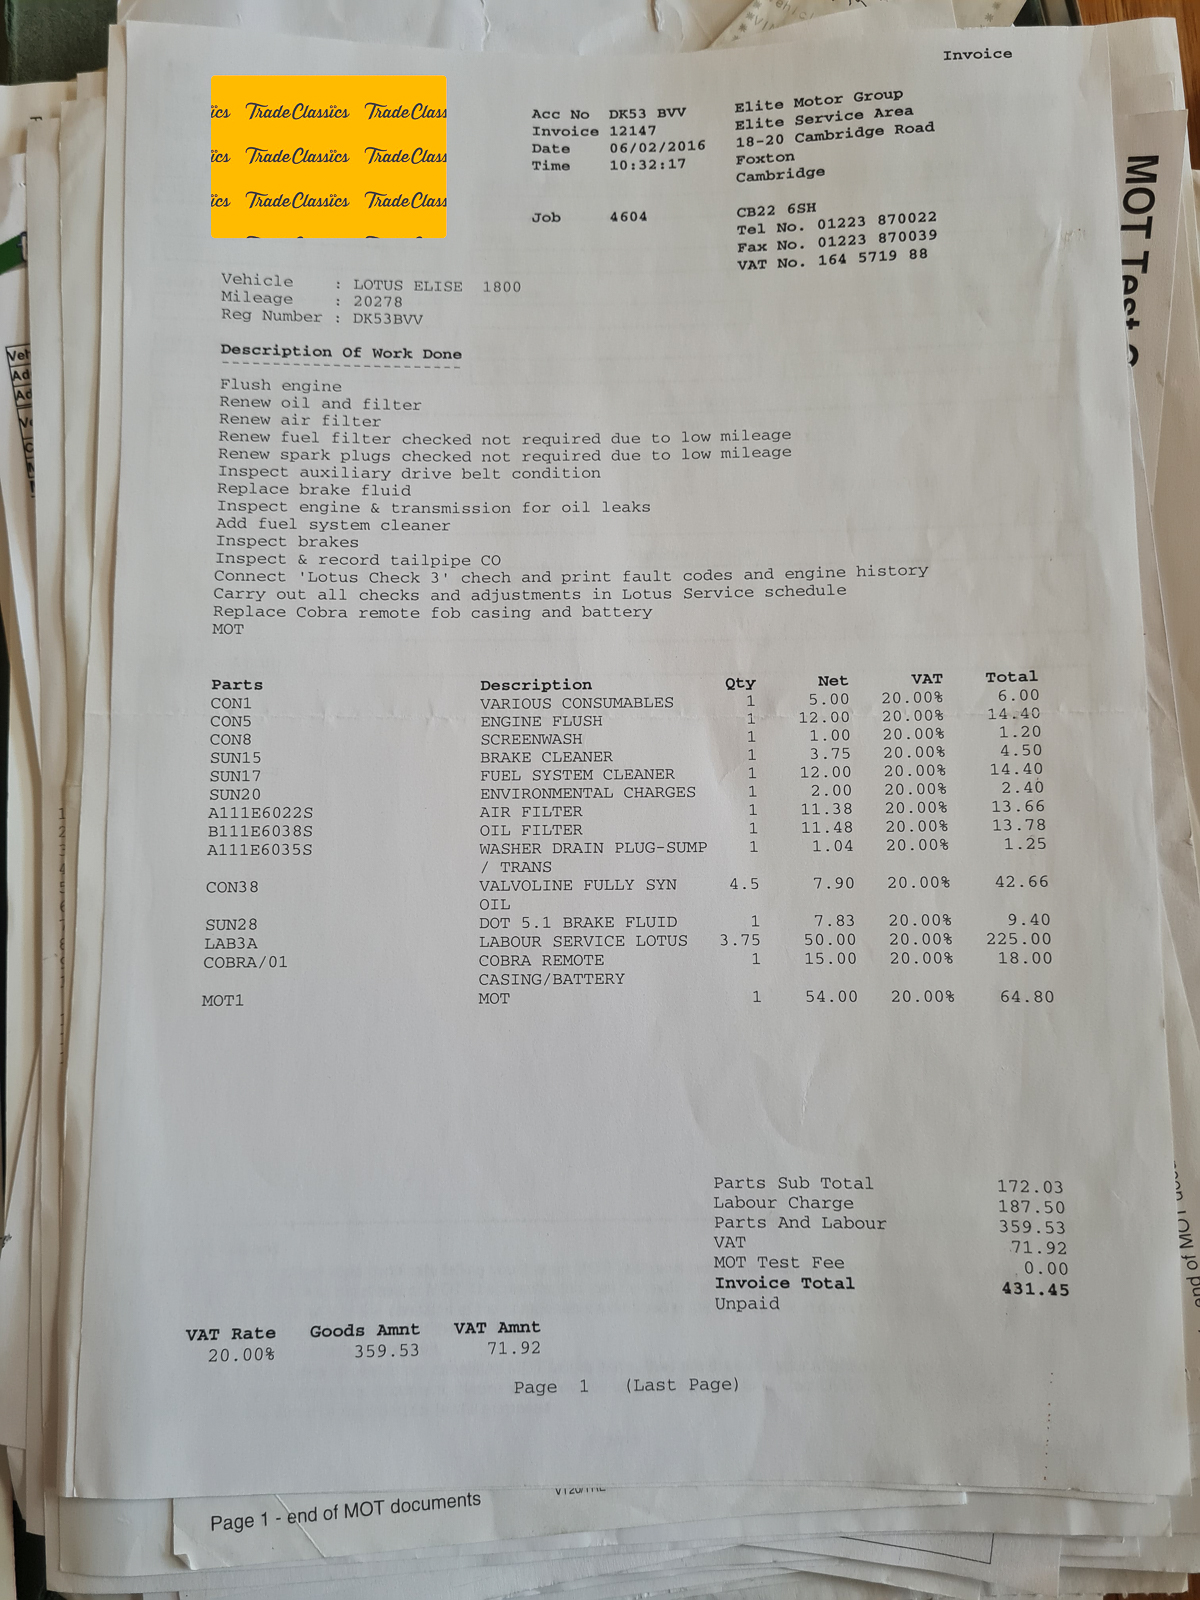 Invoice
TradeClassics TradeClass
TradeClassics TradeClass
TradeClassics TradeClass
Acc No DK53 BVV
Invoice 12147
Date 06/02/2016
Time 10:32:17
Job 4604
Elite Motor Group
Elite Service Area
18-20 Cambridge Road
Foxton
Cambridge
CB22 6SH
Tel No. 01223 870022
Fax No. 01223 870039
VAT No. 164 5719 88
Vehicle : LOTUS ELISE 1800
Mileage : 20278
Reg Number : DK53BVV
Description Of Work Done
------------------------
Flush engine
Renew oil and filter
Renew air filter
Renew fuel filter checked not required due to low mileage
Renew spark plugs checked not required due to low mileage
Inspect auxiliary drive belt condition
Replace brake fluid
Inspect engine & transmission for oil leaks
Add fuel system cleaner
Inspect brakes
Inspect & record tailpipe CO
Connect 'Lotus Check 3' chech and print fault codes and engine history
Carry out all checks and adjustments in Lotus Service schedule
Replace Cobra remote fob casing and battery
MOT
Parts Description Qty Net VAT Total
CON1 VARIOUS CONSUMABLES 1 5.00 20.00% 6.00
CON5 ENGINE FLUSH 1 12.00 20.00% 14.40
CON8 SCREENWASH 1 1.00 20.00% 1.20
SUN15 BRAKE CLEANER 1 3.75 20.00% 4.50
SUN17 FUEL SYSTEM CLEANER 1 12.00 20.00% 14.40
SUN20 ENVIRONMENTAL CHARGES 1 2.00 20.00% 2.40
A111E6022S AIR FILTER 1 11.38 20.00% 13.66
B111E6038S OIL FILTER 1 11.48 20.00% 13.78
A111E6035S WASHER DRAIN PLUG-SUMP 1 1.04 20.00% 1.25
/ TRANS
CON38 VALVOLINE FULLY SYN 4.5 7.90 20.00% 42.66
OIL
SUN28 DOT 5.1 BRAKE FLUID 1 7.83 20.00% 9.40
LAB3A LABOUR SERVICE LOTUS 3.75 50.00 20.00% 225.00
COBRA/01 COBRA REMOTE 1 15.00 20.00% 18.00
CASING/BATTERY
MOT1 MOT 1 54.00 20.00% 64.80
Parts Sub Total 172.03
Labour Charge 187.50
Parts And Labour 359.53
VAT 71.92
MOT Test Fee 0.00
Invoice Total 431.45
Unpaid
VAT Rate Goods Amnt VAT Amnt
20.00% 359.53 71.92
Page 1 (Last Page)
Page 1 - end of MOT documents
MOT Test
end of MOT